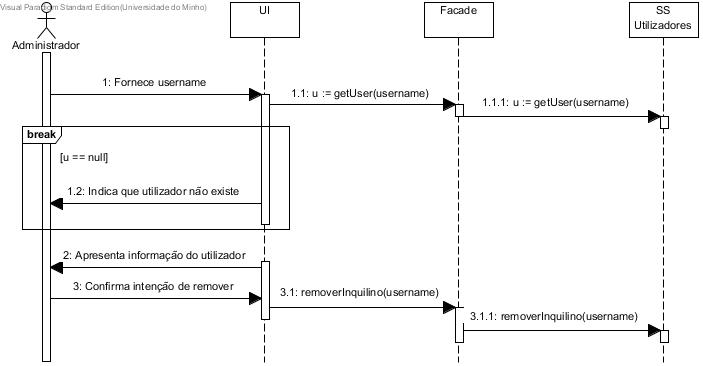 Visual Paradigm Standard Edition(Universidade do Minho)
UI
Facade
SS
Utilizadores
Administrador
1: Fornece username
1.1: u := getUser(username)
1.1.1: u := getUser(username)
break
[u == null]
1.2: Indica que utilizador não existe
2: Apresenta informação do utilizador
3: Confirma intenção de remover
3.1: removerInquilino(username)
3.1.1: removerInquilino(username)